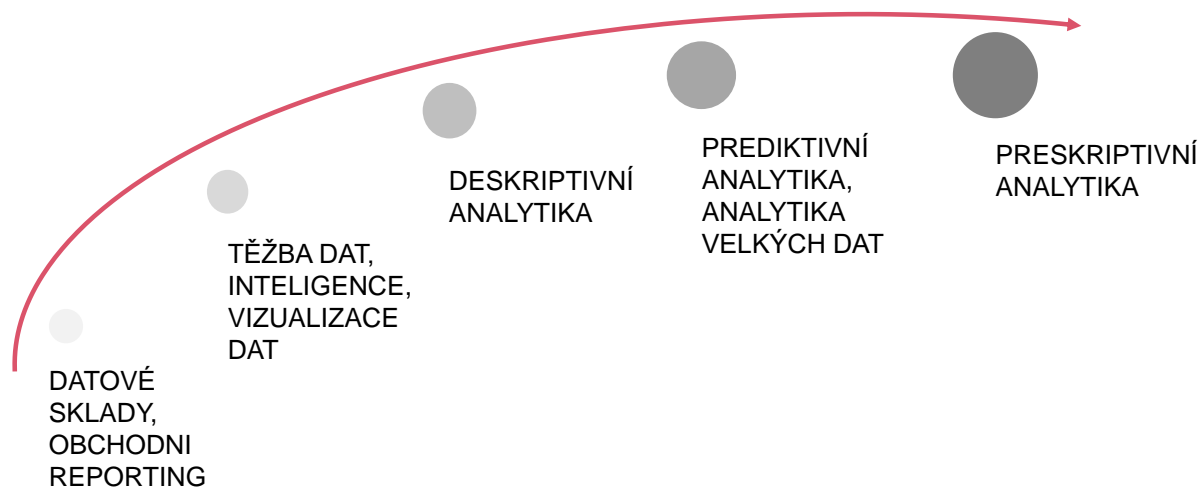 DATOVÉ
SKLADY,
OBCHODNI
REPORTING
TĚŽBA DAT,
INTELIGENCE,
VIZUALIZACE
DAT
DESKRIPTIVNÍ
ANALYTIKA
PREDIKTIVNÍ
ANALYTIKA,
ANALYTIKA
VELKÝCH DAT
PRESKRIPTIVNÍ
ANALYTIKA